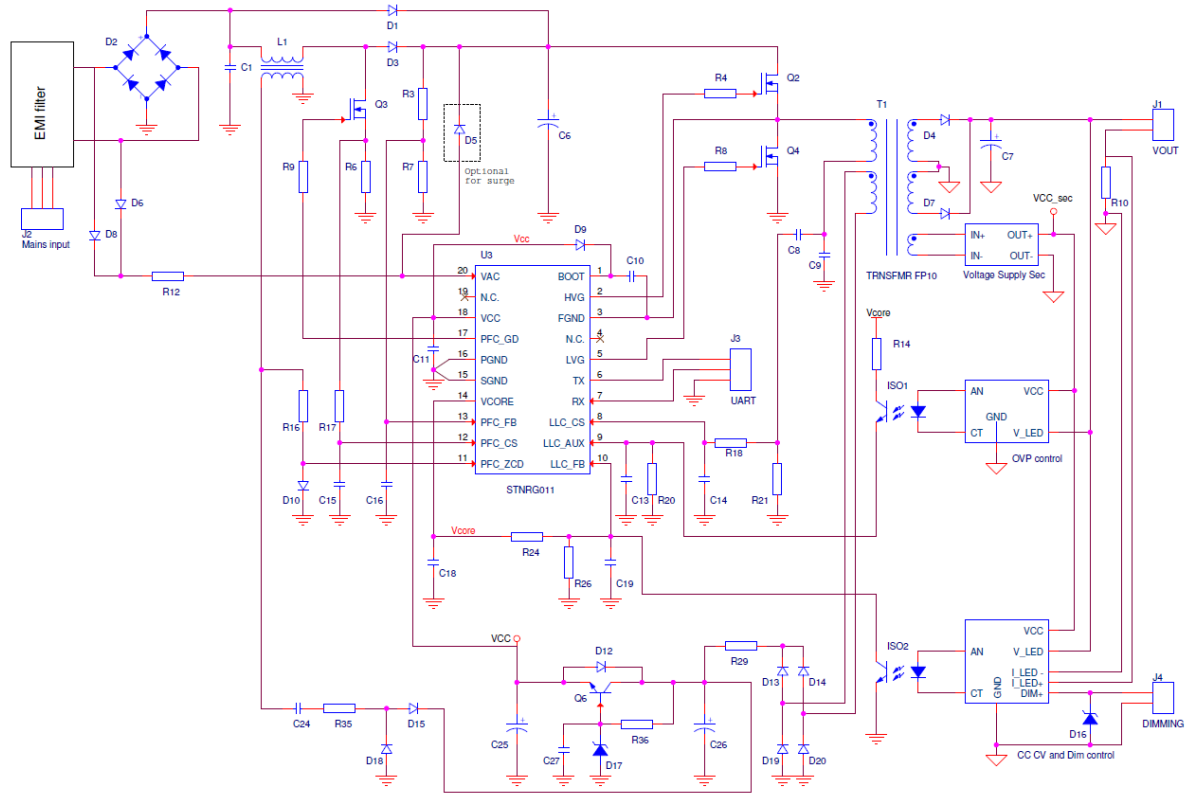 D1
D2
L1
C1
D3
EMI filter
Q3
R3
D5
Optional
for surge
C6
R4
Q2
R8
Q4
T1
D4
C7
J1
VOUT
R9
R6
R7
D6
D8
J2
Mains input
R12
D7
VCC_sec
R10
IN+
OUT+
IN-
OUT-
TRNSFMR FP10
Voltage Supply Sec
Vcc
D9
C10
C8
C9
U3
20
VAC
BOOT
1
19
N.C.
HVG
2
18
VCC
FGND
3
17
PFC_GD
N.C.
4
16
PGND
LVG
5
15
SGND
TX
6
14
VCORE
RX
7
13
PFC_FB
LLC_CS
8
12
PFC_CS
LLC_AUX
9
11
PFC_ZCD
LLC_FB
10
STNRG011
C11
J3
UART
Vcore
R14
ISO1
AN
VCC
GND
CT
V_LED
OVP control
R16
R17
D10
C15
C16
C13
R20
R18
C14
R21
Vcore
R24
C18
R26
C19
VCC
D12
Q6
R29
D13
D14
ISO2
VCC
AN
V_LED
I_LED -
I_LED+
CT
GND
DIM+
J4
DIMMING
D16
CC CV and Dim control
C24
R35
D15
D18
C25
C27
D17
R36
C26
D19
D20